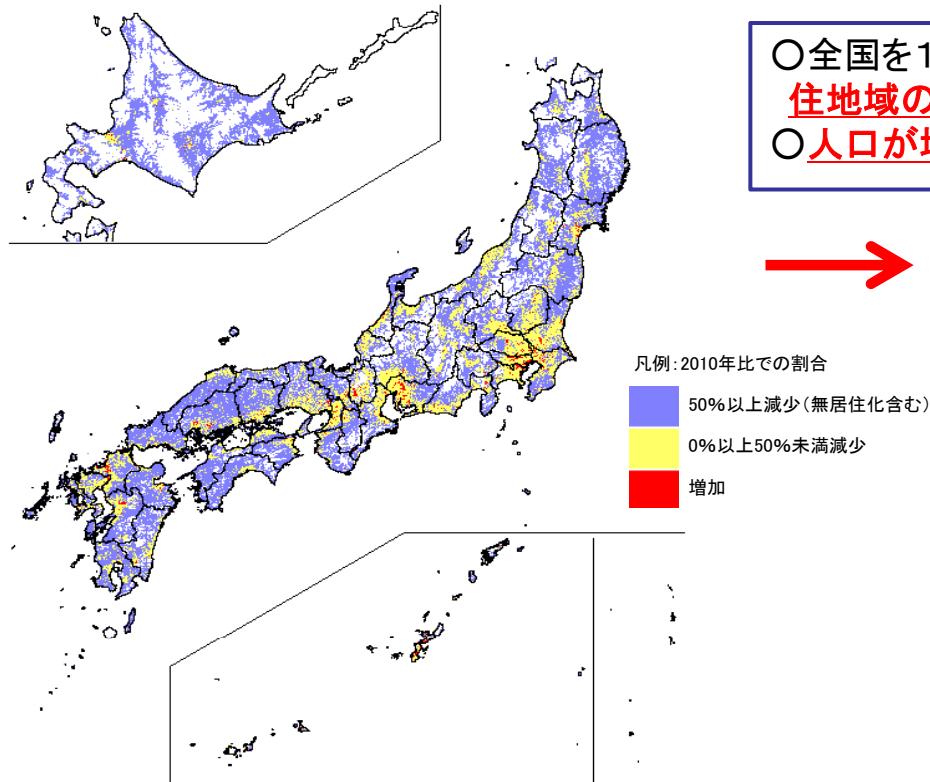 ○全国を1
住地域の
○人口が
凡例：2010年比での割合
50%以上減少(無居住化含む)
0%以上50%未満減少
増加